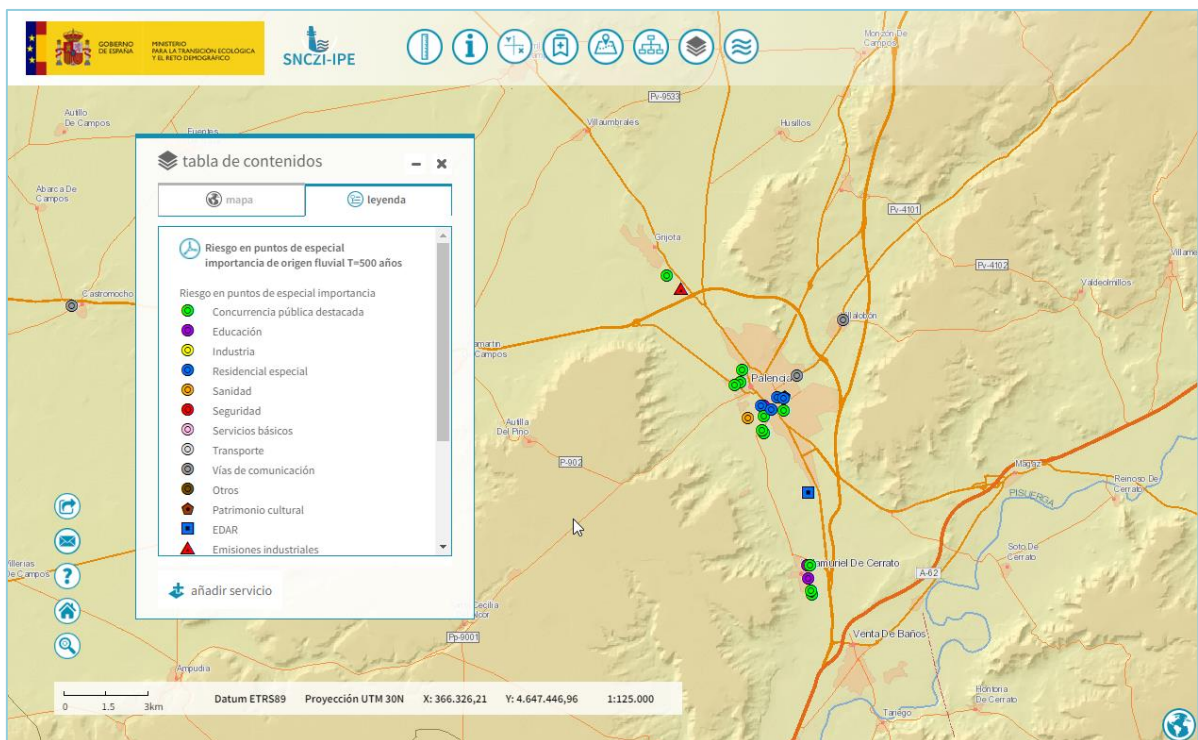 GOBIERNO
DE ESPAÑA
MINISTERIO
PARA LA TRANSICIÓN ECOLÓGICA
Y EL RETO DEMOGRÁFICO
SNCZI-IPE
Monzón De
Campos
Pv-9533
Autillo
De Campos
Fuentes
Villaumbrales
Husillos
tabla de contenidos
mapa
leyenda
Abarca De
Campos
Pv-4101
Riesgo en puntos de especial
importancia de origen fluvial T=500 años
Grijota
Pv-4102
Valdeolmillos
Castromocho
Riesgo en puntos de especial importancia
Concurrencia pública destacada
Educación
Industria
Residencial especial
Sanidad
Seguridad
Servicios básicos
Transporte
Vías de comunicación
Otros
Patrimonio cultural
EDAR
Emisiones industriales
añadir servicio
Campos
Palencia
Autilla
Del Pino
P-902
Magaz
Reinoso De
Cerrato
PISUERGA
Soto De
Cerrato
A-62
Pp-9001
Venta De Baños
Ampudia
Hontoria
De Cerrato
Tariego
0 1.5 3km
Datum ETRS89 Proyección UTM 30N X: 366.326,21 Y: 4.647.446,96 1:125.000